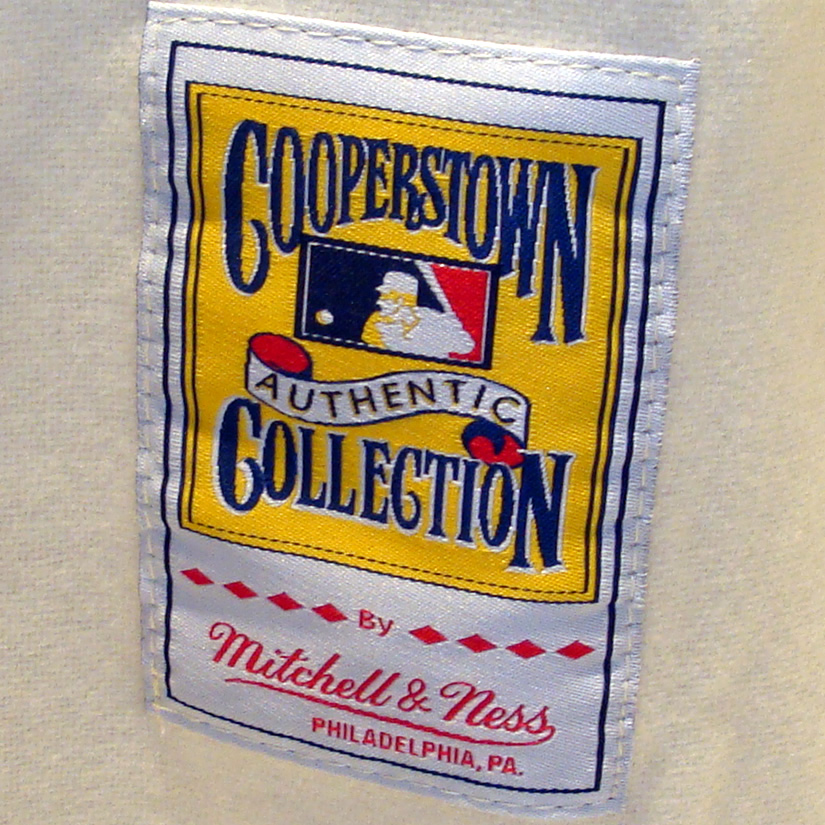 COOPERSTOWN
AUTHENTIC
COLLECTION
By
Mitchell & Ness
PHILADELPHIA, PA.